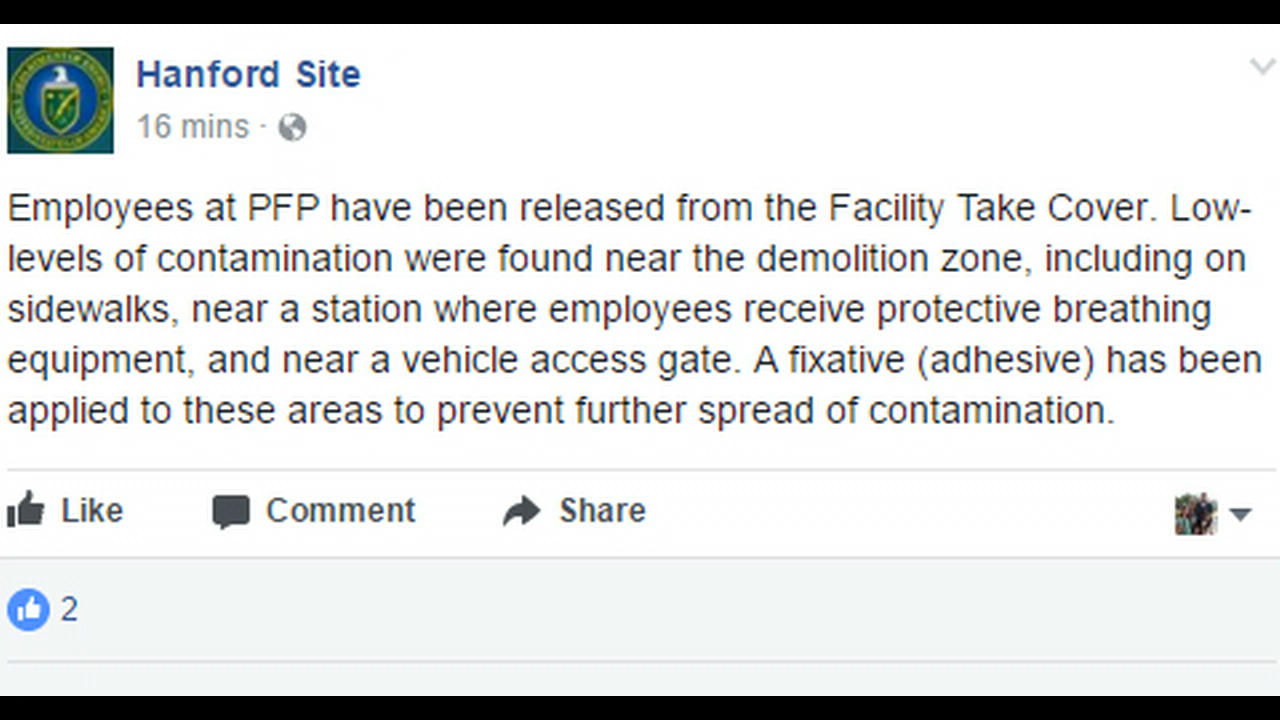 Hanford Site
16 mins ·
Employees at PFP have been released from the Facility Take Cover. Low-
levels of contamination were found near the demolition zone, including on
sidewalks, near a station where employees receive protective breathing
equipment, and near a vehicle access gate. A fixative (adhesive) has been
applied to these areas to prevent further spread of contamination.
Like Comment Share
2